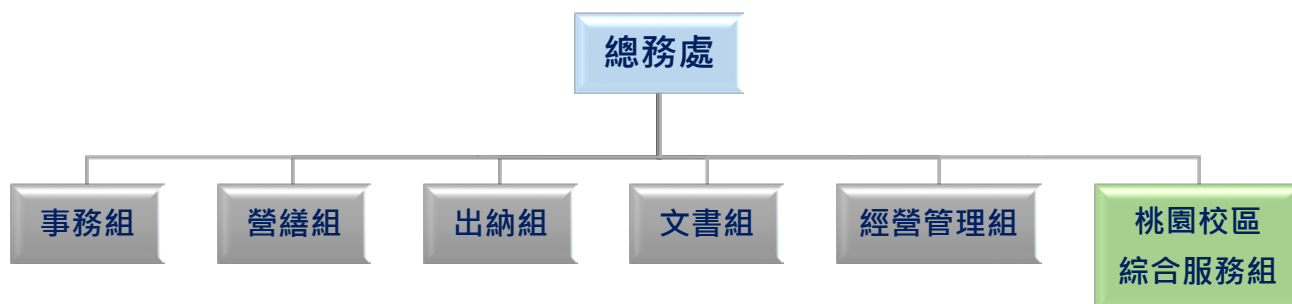 總務處
事務組
營繕組
出納組
文書組
經營管理組
桃園校區
綜合服務組